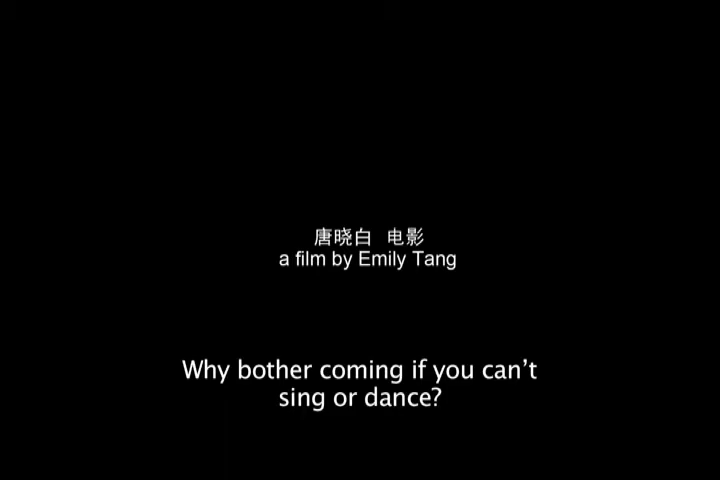 唐晓白 电影
a film by Emily Tang
Why bother coming if you can't
sing or dance?